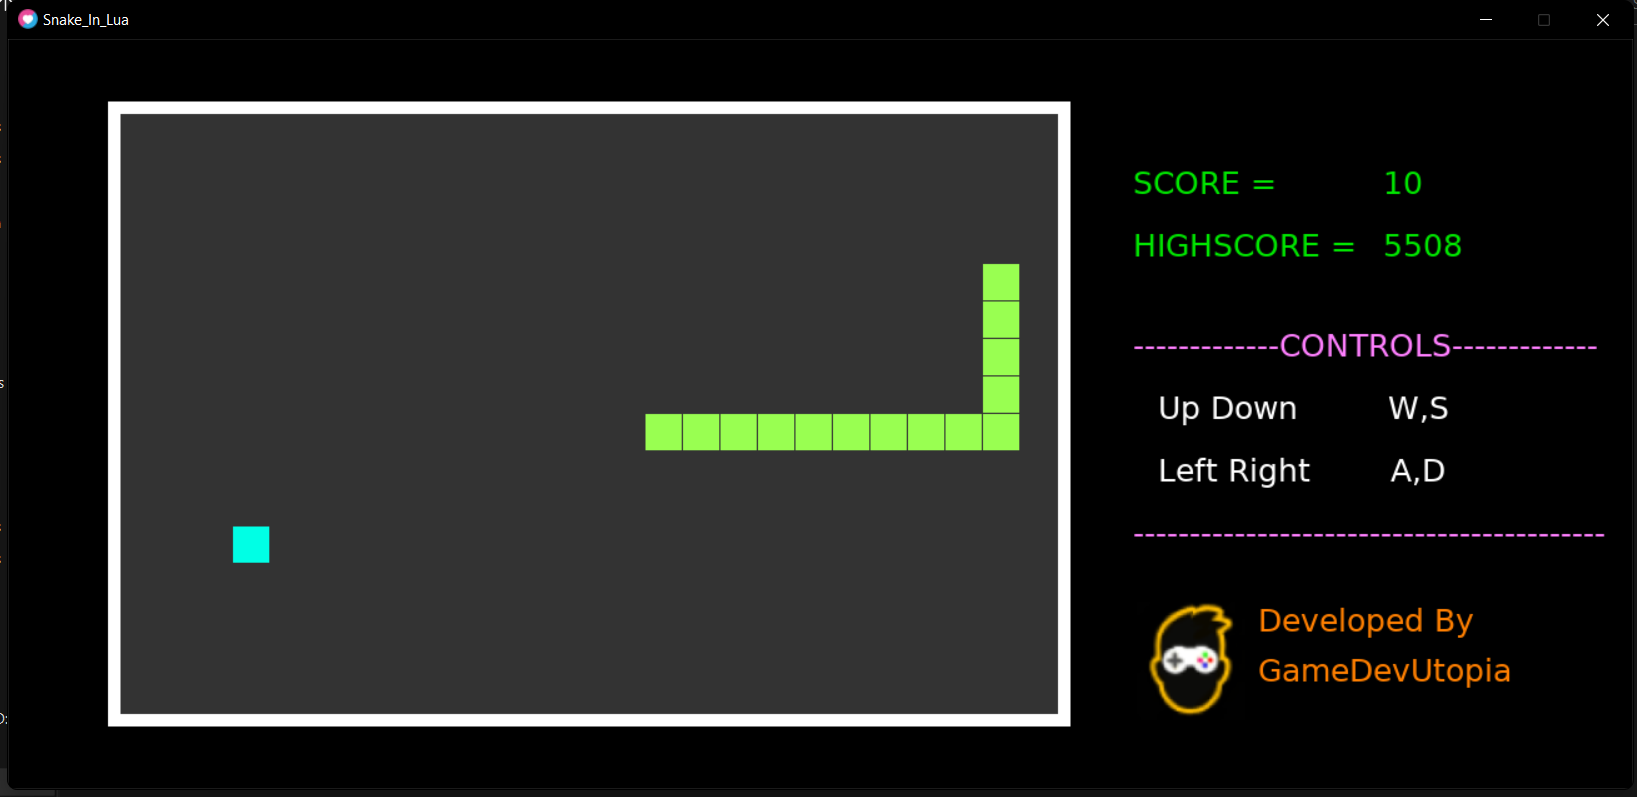 Snake_In_Lua
SCORE = 10
HIGHSCORE = 5508
-------------CONTROLS-------------
Up Down W,S
Left Right A,D
------------------------------------------
Developed By
GameDevUtopia